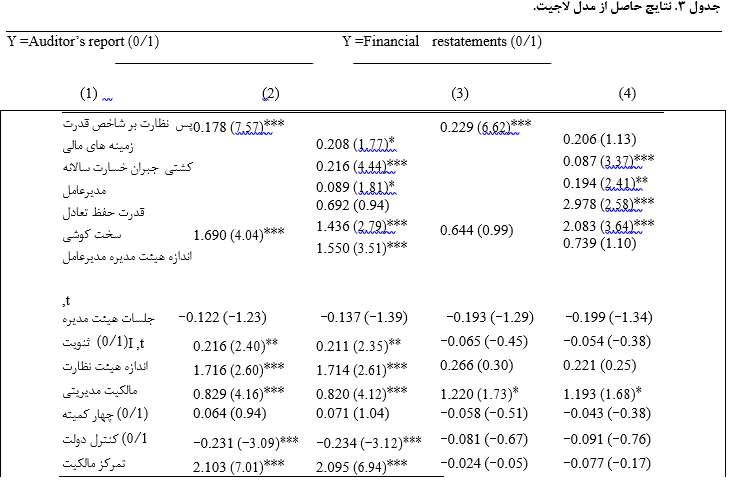 جدول ۳. نتایج حاصل از مدل لاجیت.
Y =Auditor's report (0/1) Y =Financial restatements (0/1)
(1) (2) (3) (4)
پس نظارت بر شاخص قدرت 0.178 (7.57)*** 0.229 (6.62)***
زمینه های مالی 0.208 (1.77)* 0.206 (1.13)
کشتی جبران خسارت سالانه 0.216 (4.44)*** 0.087 (3.37)***
مدیرعامل 0.089 (1.81)* 0.194 (2.41)**
قدرت حفظ تعادل 0.692 (0.94) 2.978 (2.58)***
سخت کوشی 1.690 (4.04)*** 1.436 (2.79)*** 0.644 (0.99) 2.083 (3.64)***
اندازه هیئت مدیره مدیرعامل 1.550 (3.51)*** 0.739 (1.10)
,t
جلسات هیئت مدیره −0.122 (−1.23) −0.137 (−1.39) −0.193 (−1.29) −0.199 (−1.34)
ثنویت (0/1)I,t 0.216 (2.40)** 0.211 (2.35)** −0.065 (−0.45) −0.054 (−0.38)
اندازه هیئت نظارت 1.716 (2.60)*** 1.714 (2.61)*** 0.266 (0.30) 0.221 (0.25)
مالکیت مدیریتی 0.829 (4.16)*** 0.820 (4.12)*** 1.220 (1.73)* 1.193 (1.68)*
چهار کمیته (0/1) 0.064 (0.94) 0.071 (1.04) −0.058 (−0.51) −0.043 (−0.38)
کنترل دولت (0/1 −0.231 (−3.09)*** −0.234 (−3.12)*** −0.081 (−0.67) −0.091 (−0.76)
تمرکز مالکیت 2.103 (7.01)*** 2.095 (6.94)*** −0.024 (−0.05) −0.077 (−0.17)